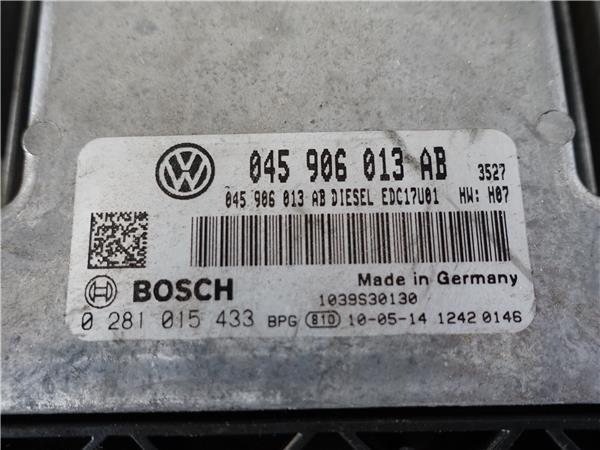 045 906 013 AB 3527
045 906 013 AB DIESEL EDC17U01 HW: H07
Made in Germany
BOSCH 1039S30130
0 281 015 433 BPG 810 10-05-14 1242 0146